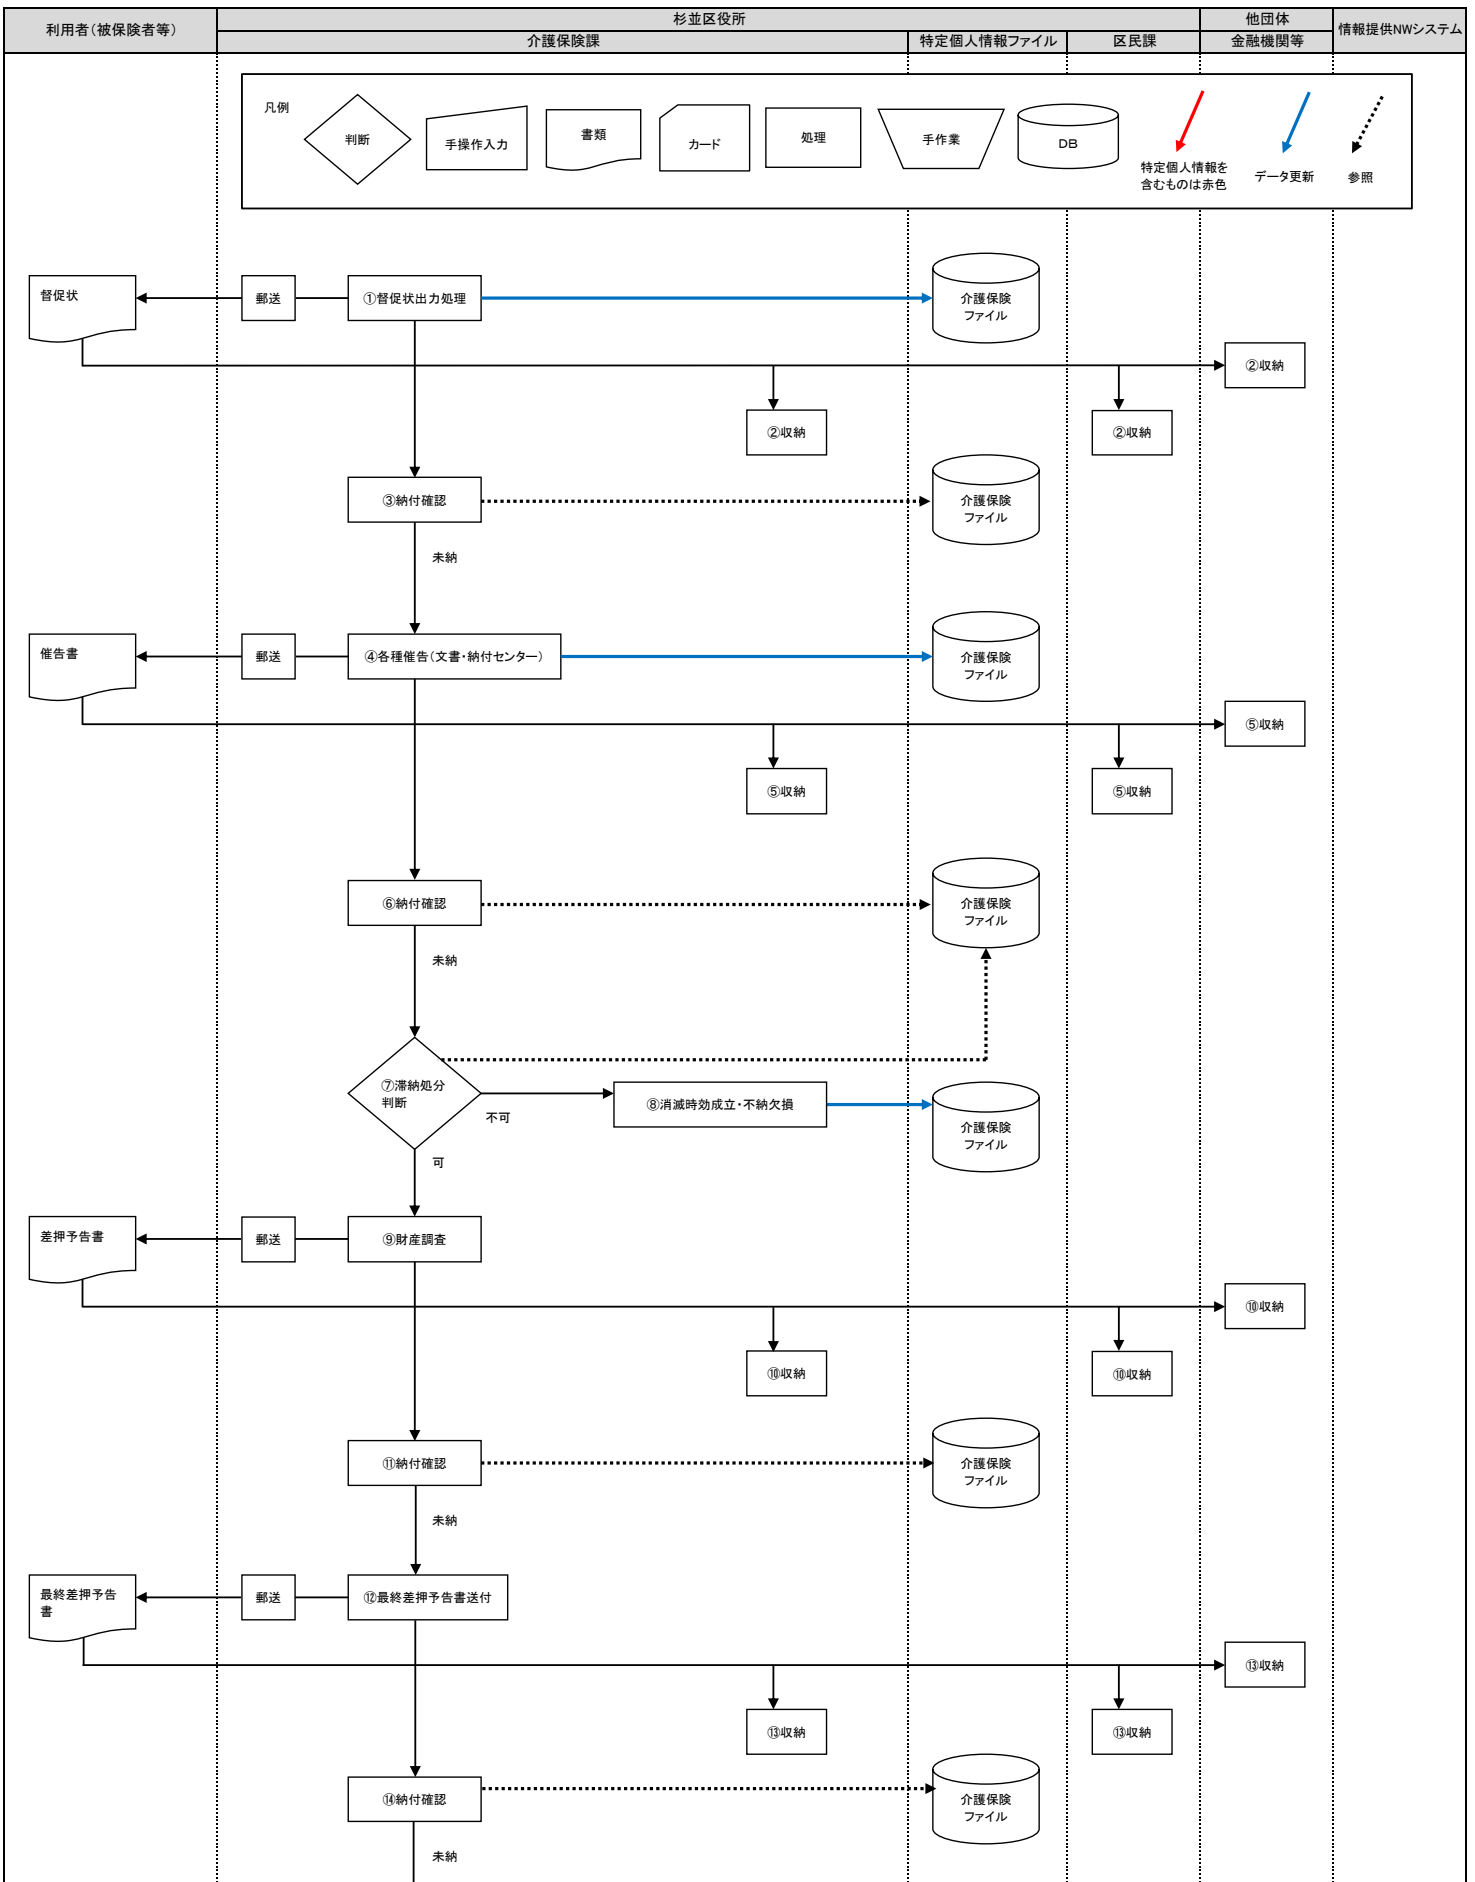 利用者（被保険者等）
杉並区役所
他団体
情報提供NWシステム
介護保険課
特定個人情報ファイル
区民課
金融機関等
凡例
判断
手操作入力
書類
カード
処理
手作業
DB
特定個人情報を
含むものは赤色
データ更新
参照
督促状
郵送
①督促状出力処理
介護保険
ファイル
②収納
②収納
②収納
③納付確認
介護保険
ファイル
未納
催告書
郵送
④各種催告（文書・納付センター）
介護保険
ファイル
⑤収納
⑤収納
⑤収納
⑥納付確認
介護保険
ファイル
未納
⑦滞納処分
判断
不可
⑧消滅時効成立・不納欠損
介護保険
ファイル
可
差押予告書
郵送
⑨財産調査
⑩収納
⑩収納
⑩収納
⑪納付確認
介護保険
ファイル
未納
最終差押予告
書
郵送
⑫最終差押予告書送付
⑬収納
⑬収納
⑬収納
⑭納付確認
介護保険
ファイル
未納